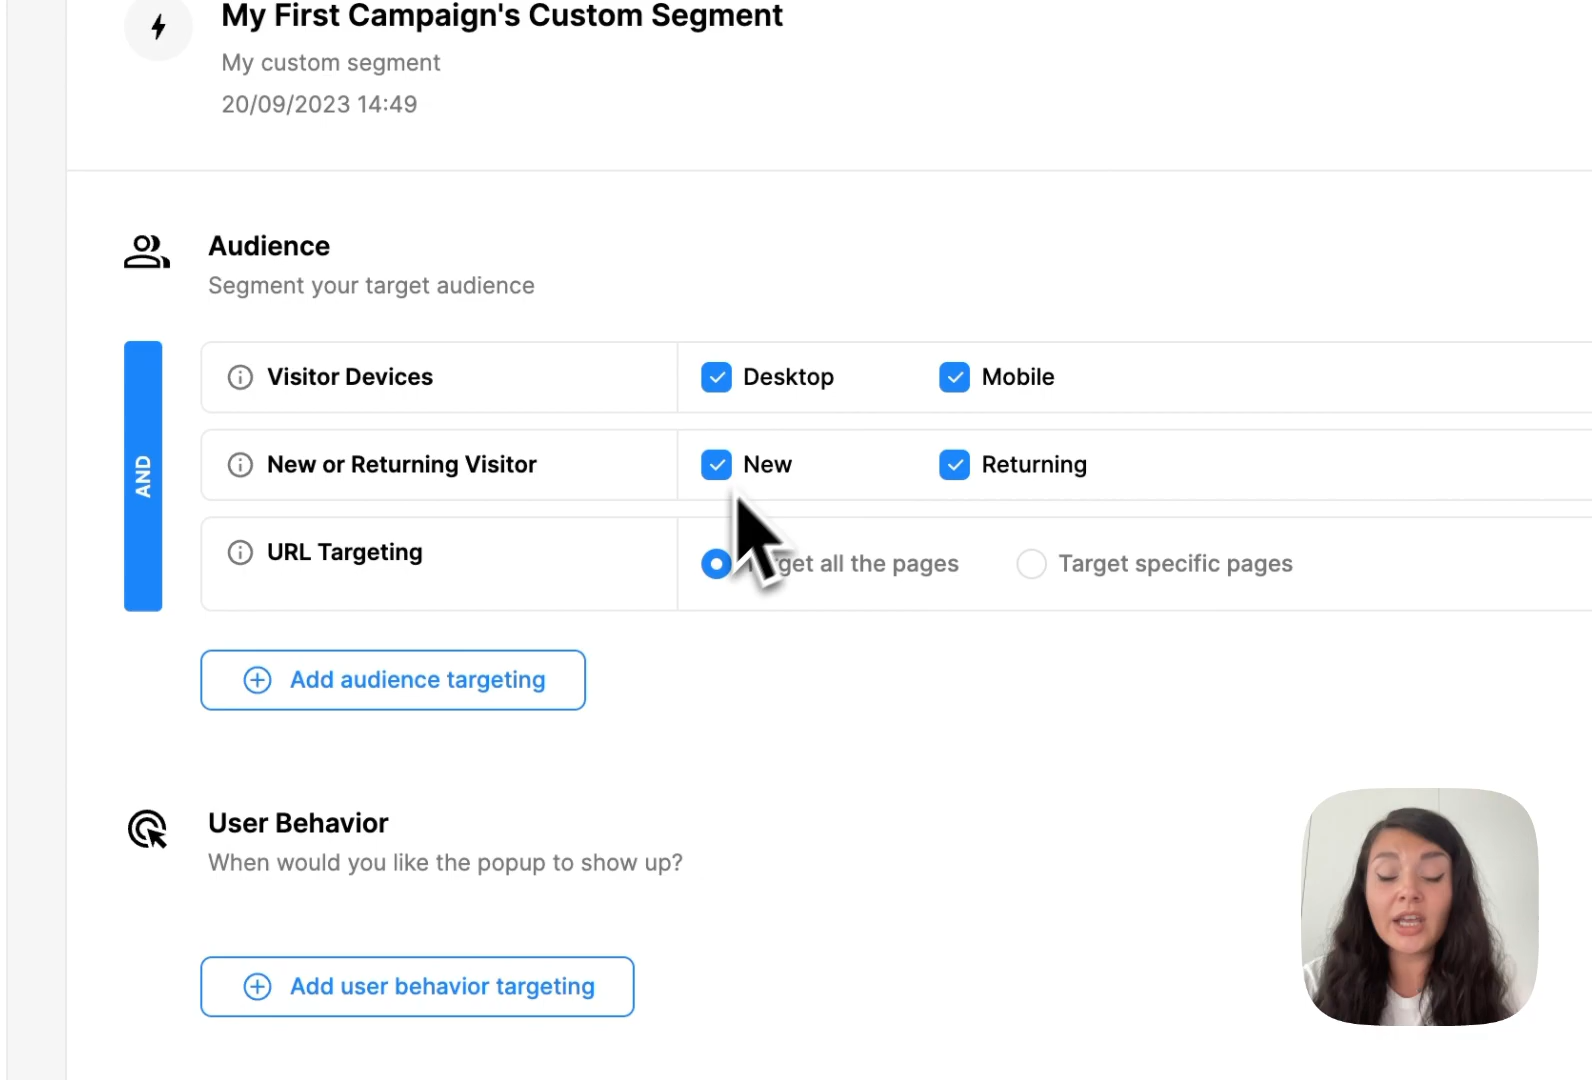 My First Campaign's Custom Segment
My custom segment
20/09/2023 14:49
Audience
Segment your target audience
AND
Visitor Devices
Desktop
Mobile
New or Returning Visitor
New
Returning
URL Targeting
all the pages
Target specific pages
Add audience targeting
User Behavior
When would you like the popup to show up?
Add user behavior targeting